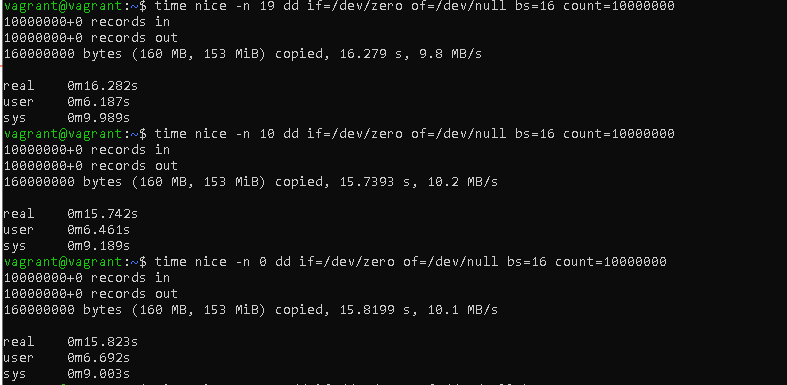 vagrant@vagrant:~$ time nice -n 19 dd if=/dev/zero of=/dev/null bs=16 count=10000000
10000000+0 records in
10000000+0 records out
160000000 bytes (160 MB, 153 MiB) copied, 16.279 s, 9.8 MB/s
real    0m16.282s
user    0m6.187s
sys     0m9.989s
vagrant@vagrant:~$ time nice -n 10 dd if=/dev/zero of=/dev/null bs=16 count=10000000
10000000+0 records in
10000000+0 records out
160000000 bytes (160 MB, 153 MiB) copied, 15.7393 s, 10.2 MB/s
real    0m15.742s
user    0m6.461s
sys     0m9.189s
vagrant@vagrant:~$ time nice -n 0 dd if=/dev/zero of=/dev/null bs=16 count=10000000
10000000+0 records in
10000000+0 records out
160000000 bytes (160 MB, 153 MiB) copied, 15.8199 s, 10.1 MB/s
real    0m15.823s
user    0m6.692s
sys     0m9.003s